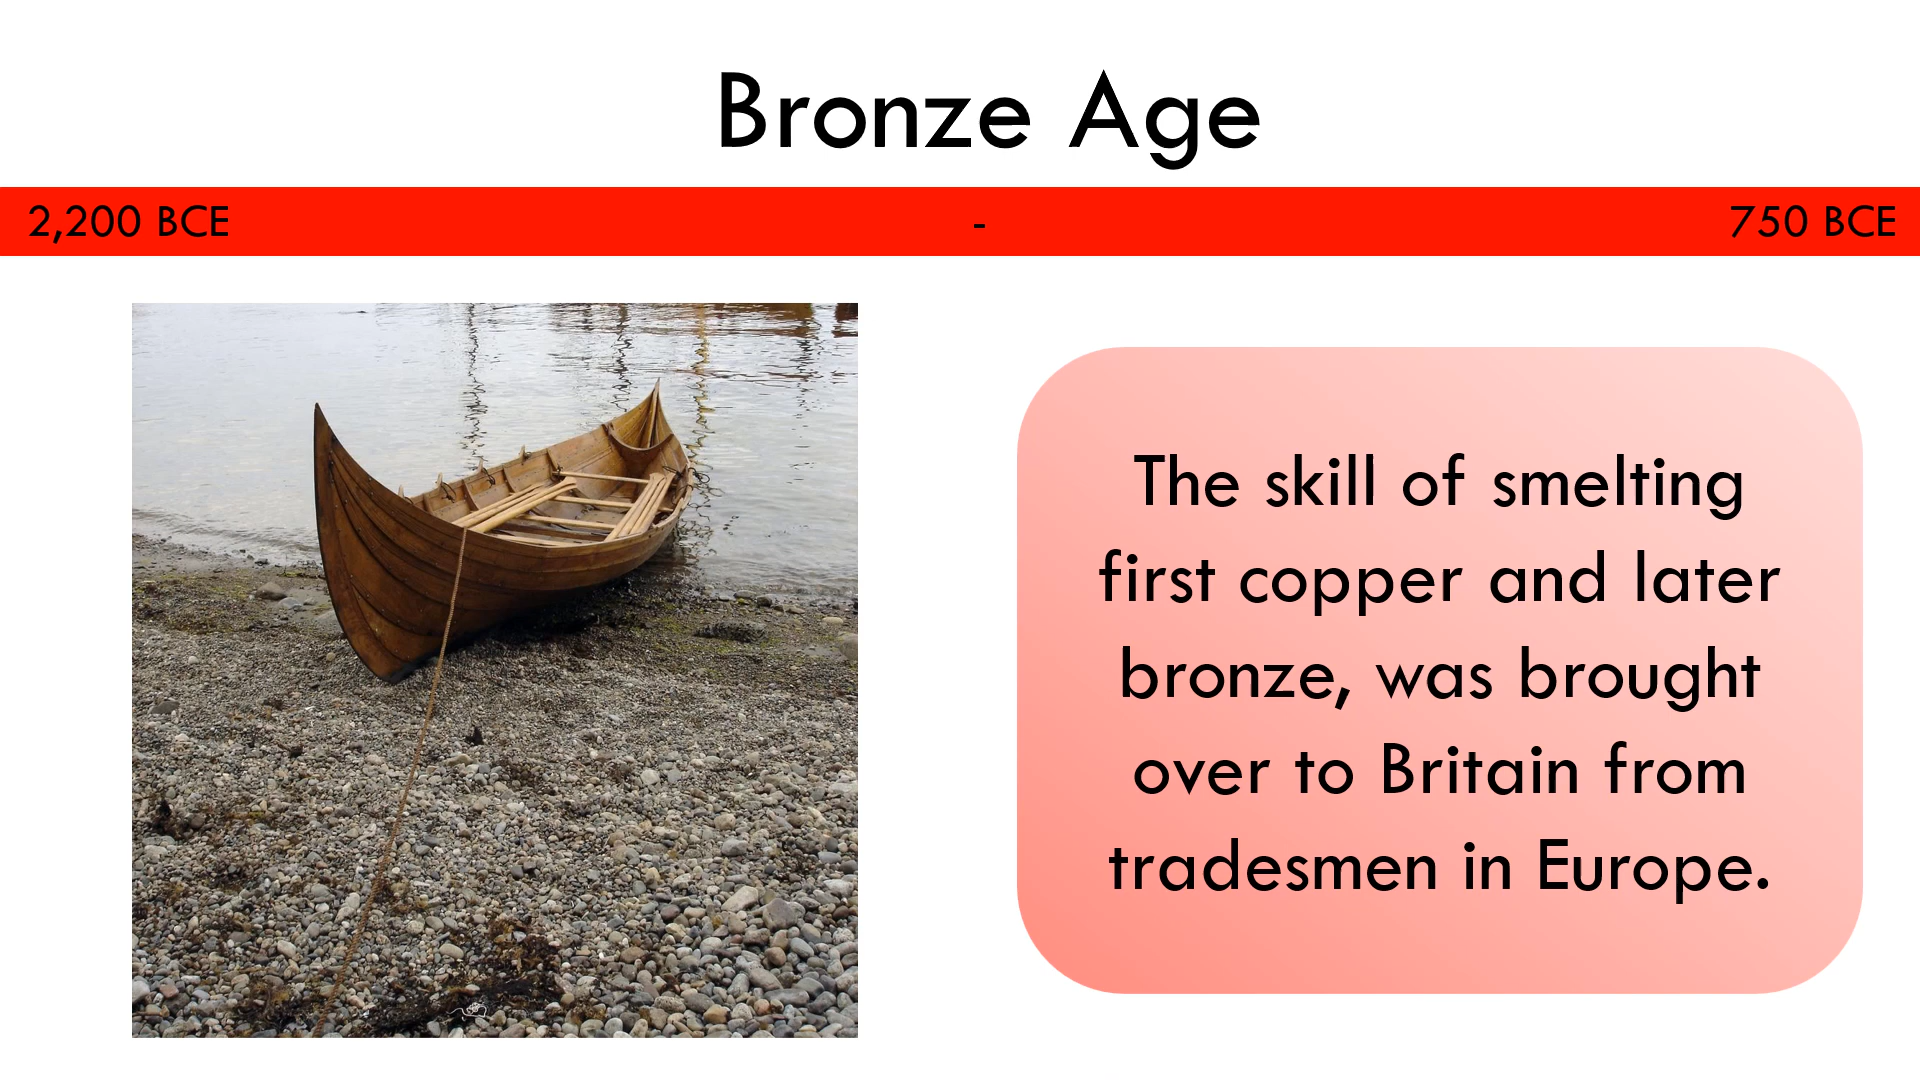 Bronze Age
2,200 BCE - 750 BCE
The skill of smelting
first copper and later
bronze, was brought
over to Britain from
tradesmen in Europe.